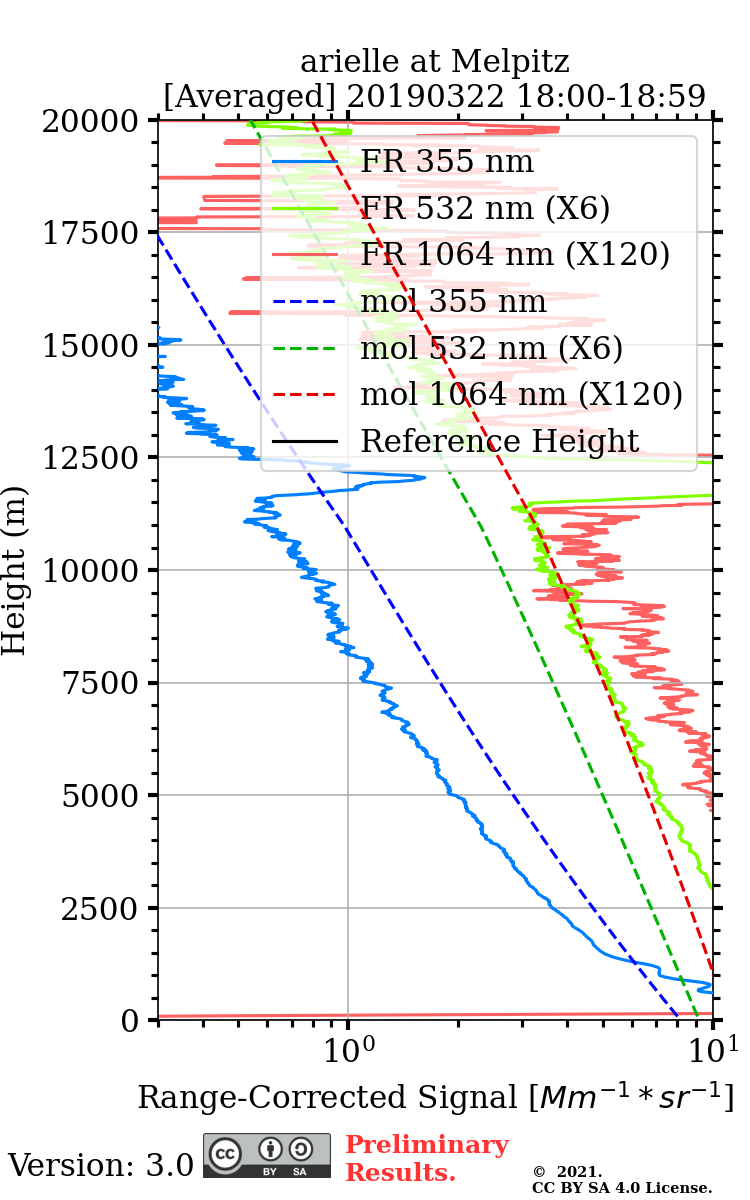 arielle at Melpitz
[Averaged] 20190322 18:00-18:59
20000
17500
15000
12500
10000
7500
5000
2500
0
Height (m)
FR 355 nm
FR 532 nm (X6)
FR 1064 nm (X120)
mol 355 nm
mol 532 nm (X6)
mol 1064 nm (X120)
Reference Height
10⁰ 10¹
Range-Corrected Signal [Mm⁻¹ * sr⁻¹]
Version: 3.0
cc BY SA
Preliminary
Results.
© 2021.
CC BY SA 4.0 License.